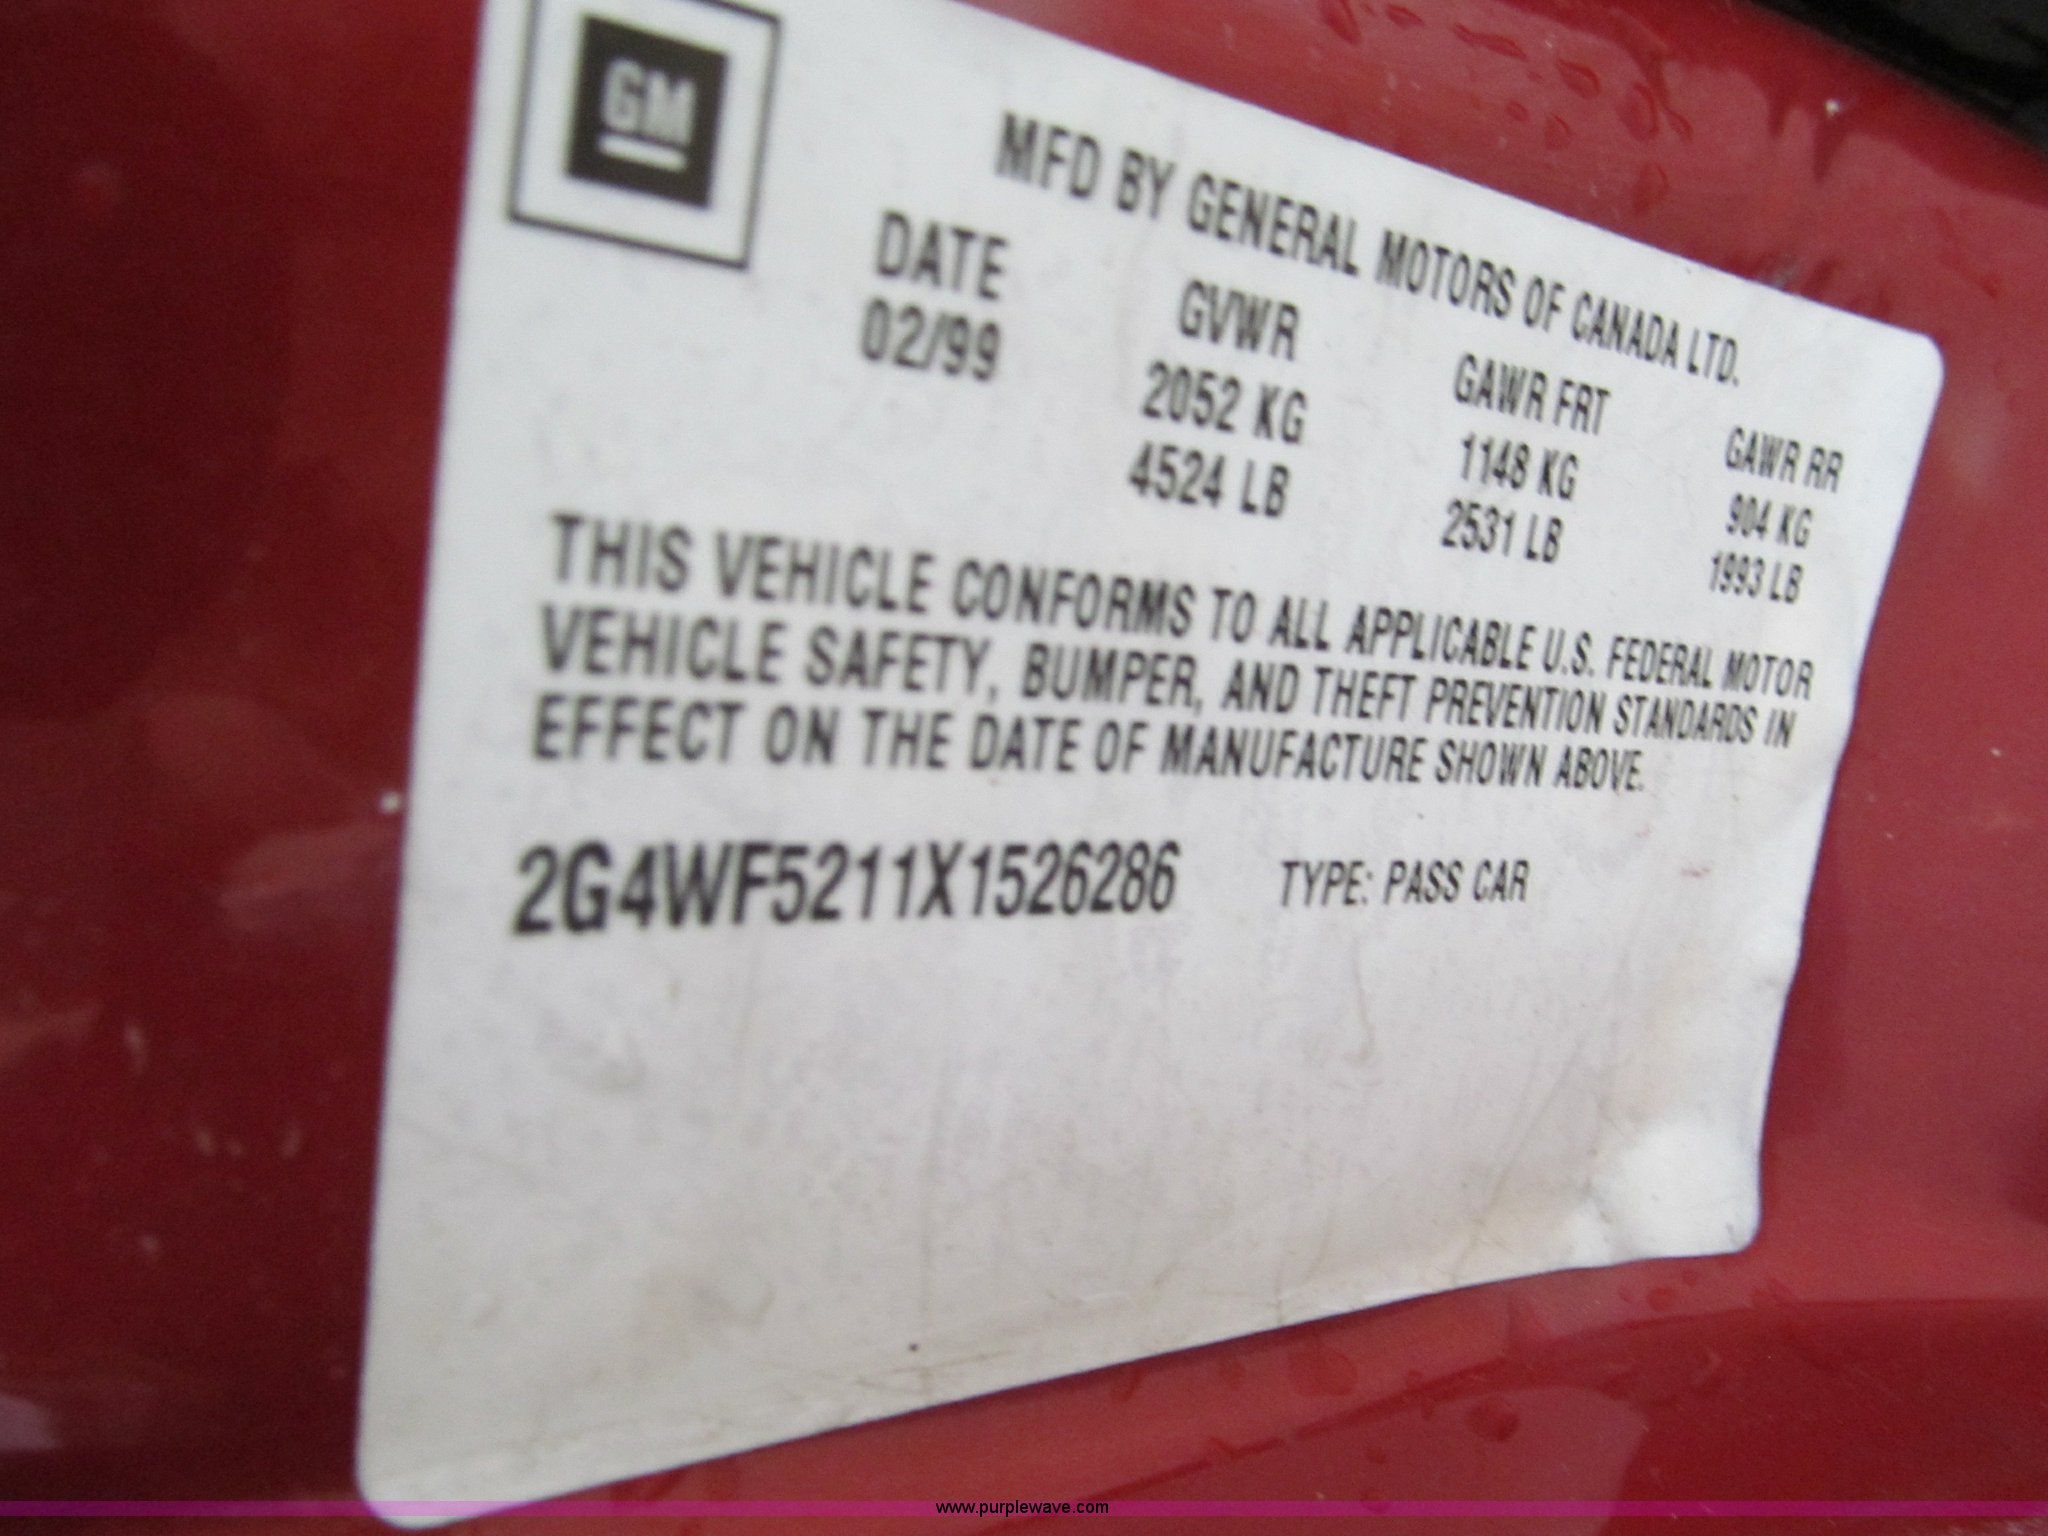 GM
MFD BY GENERAL MOTORS OF CANADA LTD.
DATE GVWR GAWR FRT GAWR RR
02/99 2052 KG 1148 KG 904 KG
4524 LB 2531 LB 1993 LB
THIS VEHICLE CONFORMS TO ALL APPLICABLE U.S. FEDERAL MOTOR
VEHICLE SAFETY, BUMPER, AND THEFT PREVENTION STANDARDS IN
EFFECT ON THE DATE OF MANUFACTURE SHOWN ABOVE.
2G4WF5211X1526286 TYPE: PASS CAR
www.purplewave.com